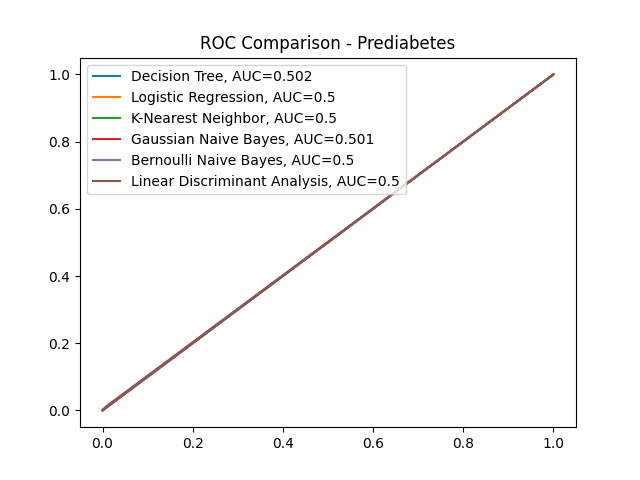 ROC Comparison - Prediabetes
1.0
0.8
0.6
0.4
0.2
0.0
Decision Tree, AUC=0.502
Logistic Regression, AUC=0.5
K-Nearest Neighbor, AUC=0.5
Gaussian Naive Bayes, AUC=0.501
Bernoulli Naive Bayes, AUC=0.5
Linear Discriminant Analysis, AUC=0.5
0.0 0.2 0.4 0.6 0.8 1.0